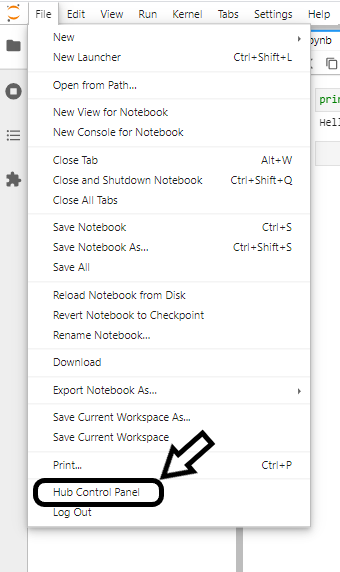 File Edit View Run Kernel Tabs Settings Help
New
New Launcher Ctrl+Shift+L
Open from Path...
New View for Notebook
New Console for Notebook
Close Tab Alt+W
Close and Shutdown Notebook Ctrl+Shift+Q
Close All Tabs
Save Notebook Ctrl+S
Save Notebook As... Ctrl+Shift+S
Save All
Reload Notebook from Disk
Revert Notebook to Checkpoint
Rename Notebook...
Download
Export Notebook As...
Save Current Workspace As...
Save Current Workspace
Print... Ctrl+P
Hub Control Panel
Log Out
pynb
prin
Hell